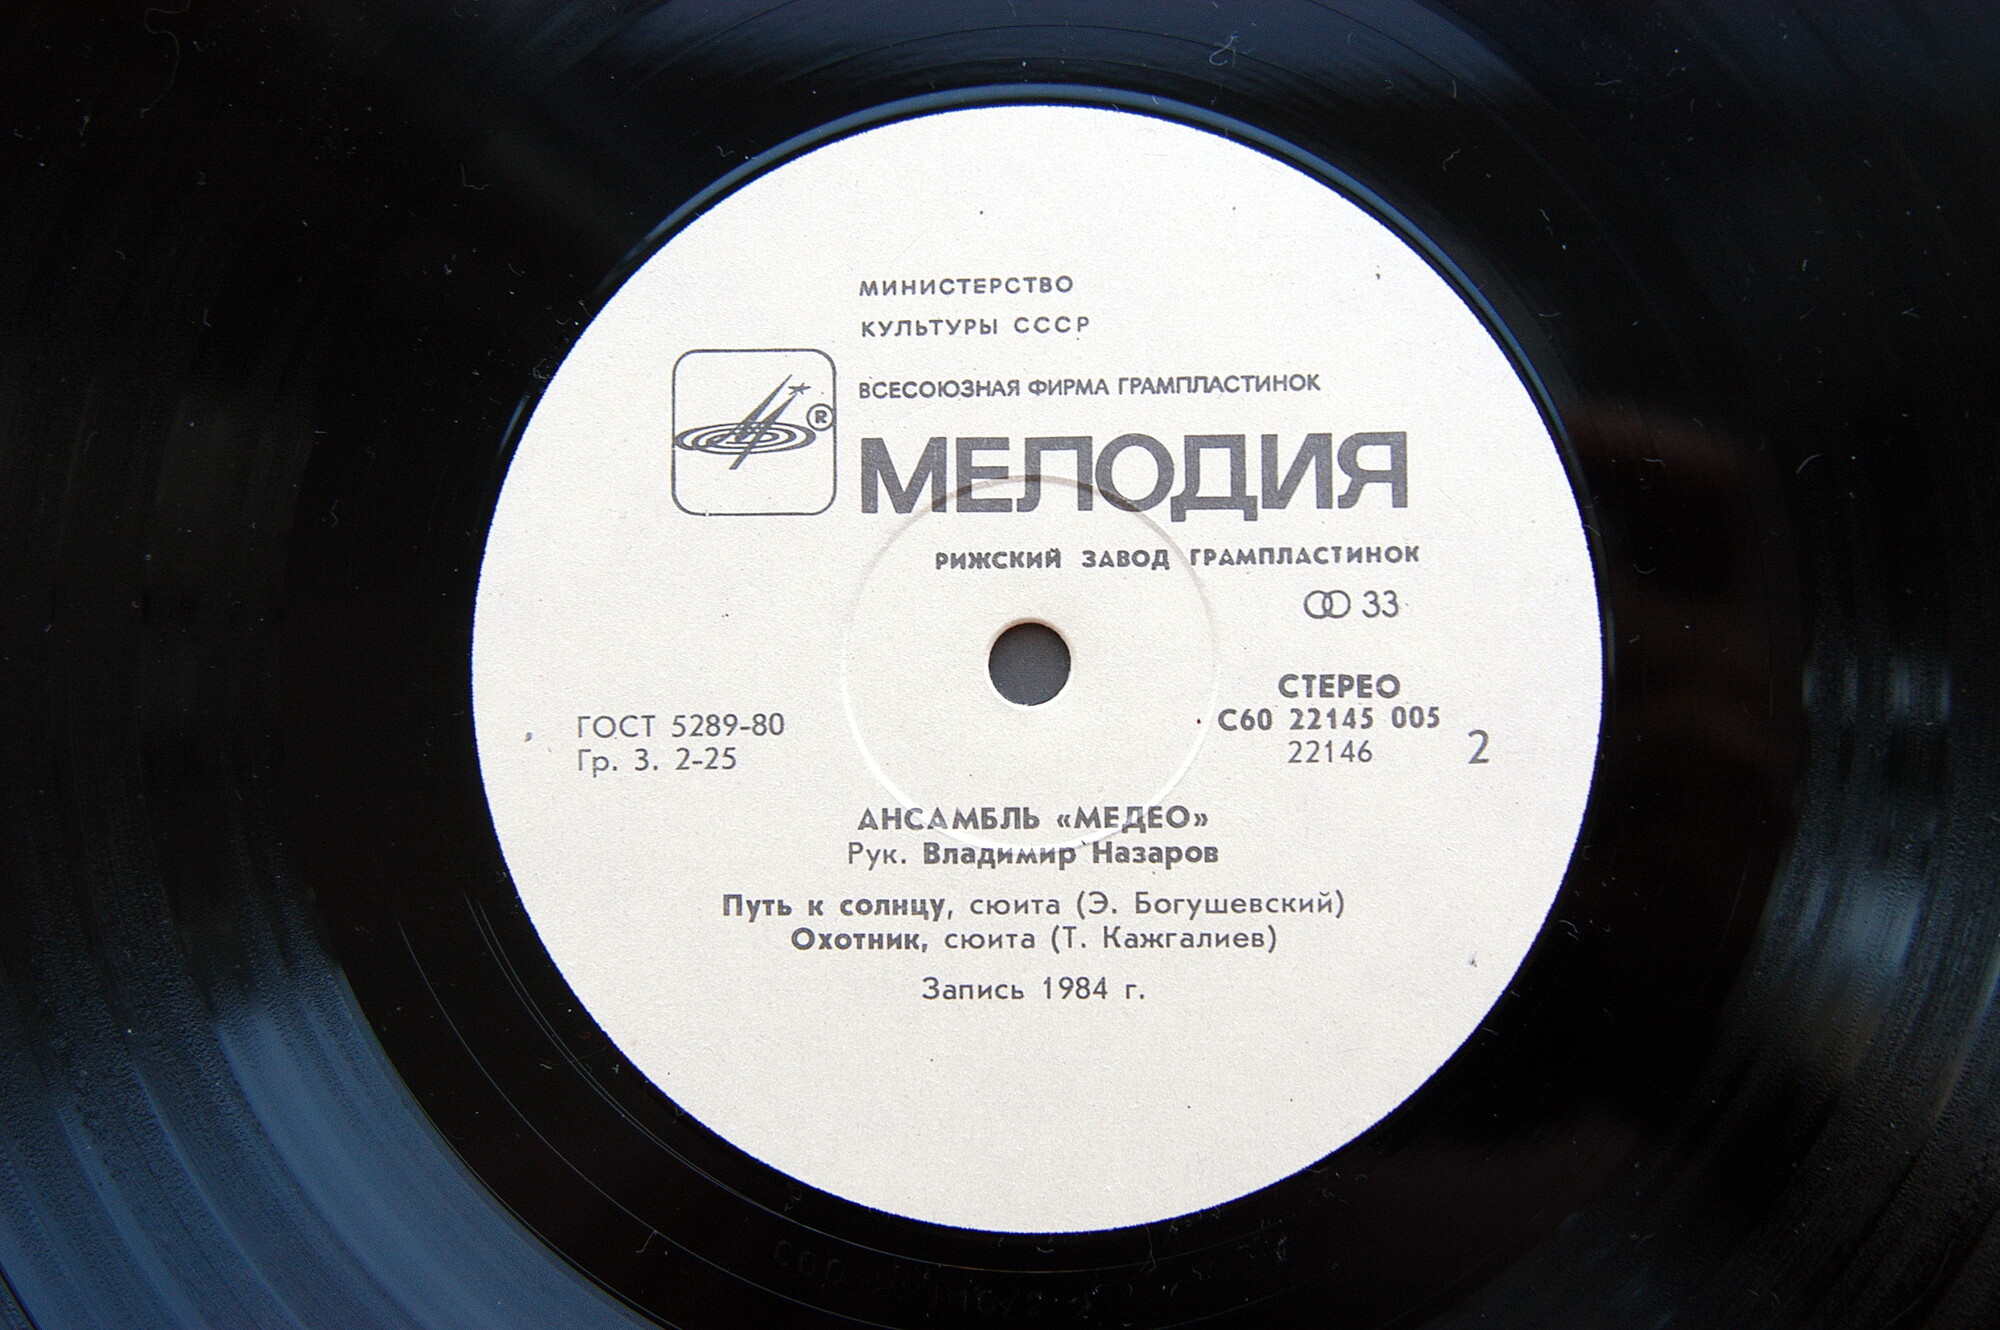 МИНИСТЕРСТВО
КУЛЬТУРЫ СССР
ВСЕСОЮЗНАЯ ФИРМА ГРАМПЛАСТИНОК
®
МЕЛОДИЯ
РИЖСКИЙ ЗАВОД ГРАМПЛАСТИНОК
33
СТЕРЕО
ГОСТ 5289-80
С60 22145 005
Гр. 3. 2-25
22146
2
АНСАМБЛЬ «МЕДЕО»
Рук. Владимир Назаров
Путь к солнцу, сюита (Э. Богушевский)
Охотник, сюита (Т. Кажгалиев)
Запись 1984 г.